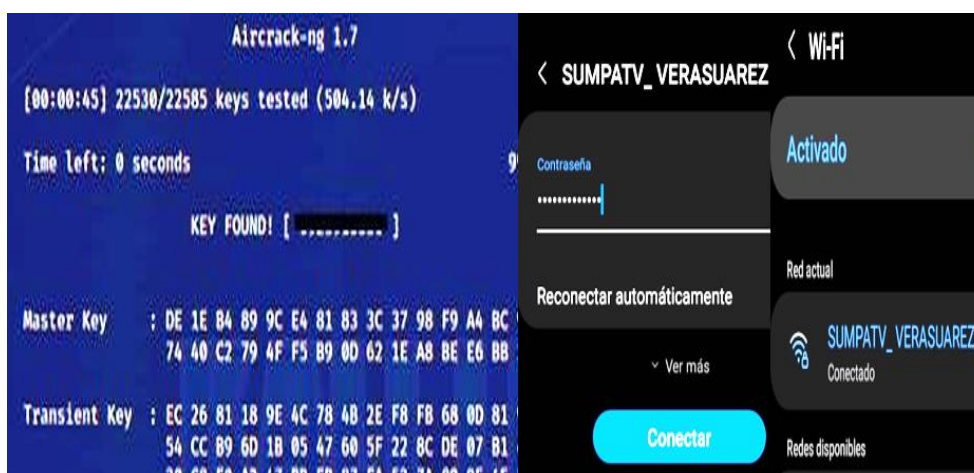 Aircrack-ng 1.7
[00:00:45] 22530/22585 keys tested (504.14 k/s)
Time left: 0 seconds 9
KEY FOUND! [ ]
Master Key : DE 1E B4 89 9C E4 81 83 3C 37 98 F9 A4 BC
74 40 C2 79 4F F5 B9 0D 62 1E A8 BE E6 BB
Transient Key : EC 26 81 18 9E 4C 78 4B 2E F8 FB 68 0D 81
54 CC B9 6D 1B 05 47 60 5F 22 8C DE 07 B1
< SUMPATV_VERASUAREZ
Contraseña
•••••••••••••
Reconectar automáticamente
Ver más
Conectar
< Wi-Fi
Activado
Red actual
SUMPATV_VERASUAREZ
Conectado
Redes disponibles